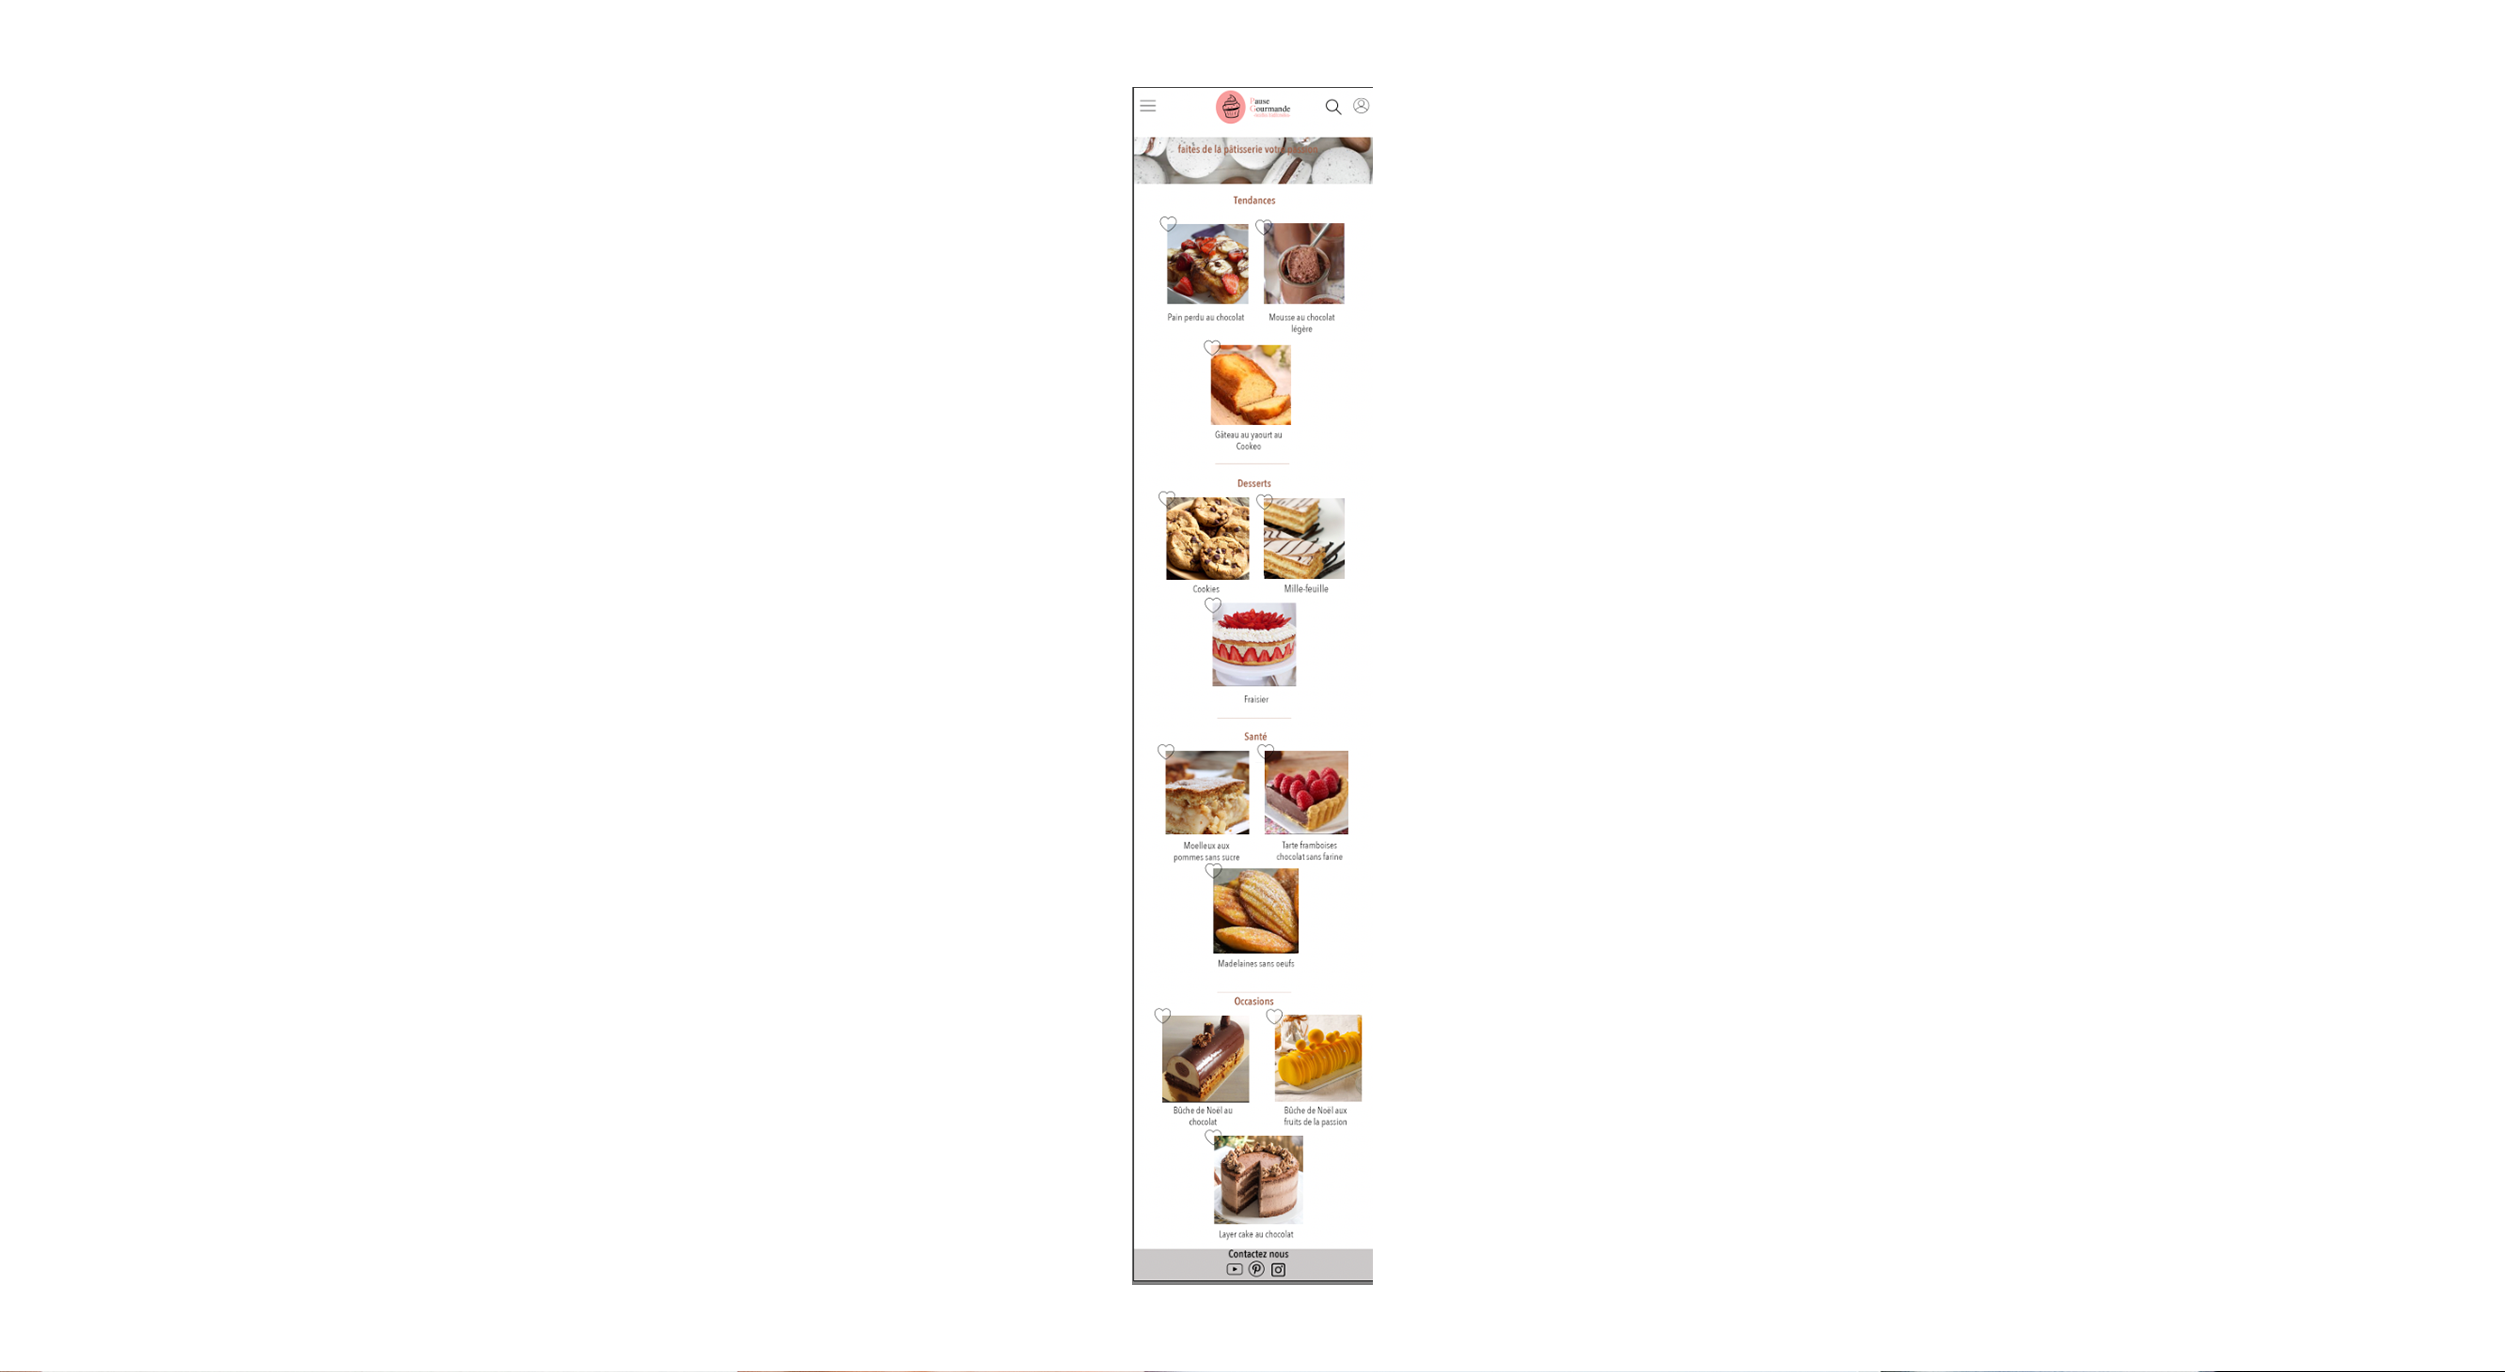 Pause
Gourmande
faites de la pâtisserie votre
Tendances
Pain perdu au chocolat
Mousse au chocolat
légère
Gâteau au yaourt au
Cookeo
Desserts
Cookies
Mille-feuille
Fraisier
Santé
Moelleux aux
pommes sans sucre
Tarte framboises
chocolat sans farine
Madelaines sans oeufs
Occasions
Bûche de Noël au
chocolat
Bûche de Noël aux
fruits de la passion
Layer cake au chocolat
Contactez nous